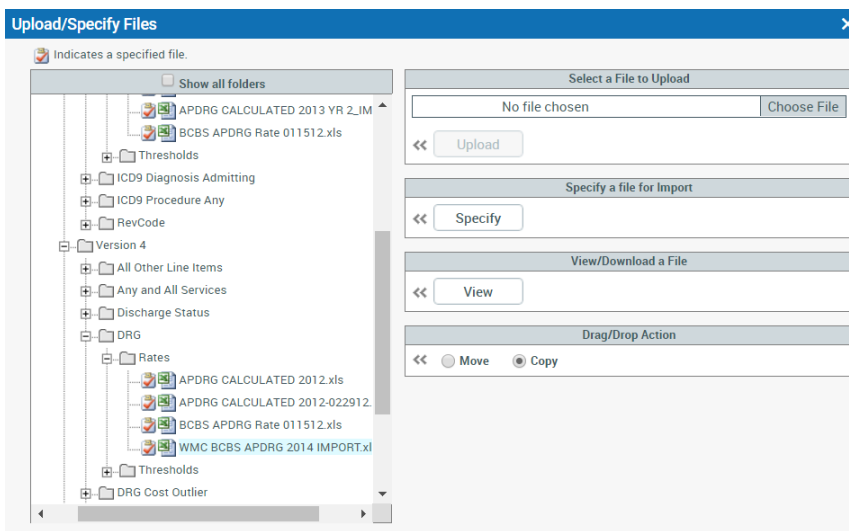 Upload/Specify Files
Indicates a specified file.
Show all folders
APDRG CALCULATED 2013 YR 2_IM
BCBS APDRG Rate 011512.xls
Thresholds
ICD9 Diagnosis Admitting
ICD9 Procedure Any
RevCode
Version 4
All Other Line Items
Any and All Services
Discharge Status
DRG
Rates
APDRG CALCULATED 2012.xls
APDRG CALCULATED 2012-022912.
BCBS APDRG Rate 011512.xls
WMC BCBS APDRG 2014 IMPORT.xl
Thresholds
DRG Cost Outlier
Select a File to Upload
No file chosen Choose File
Upload
Specify a file for Import
Specify
View/Download a File
View
Drag/Drop Action
Move Copy